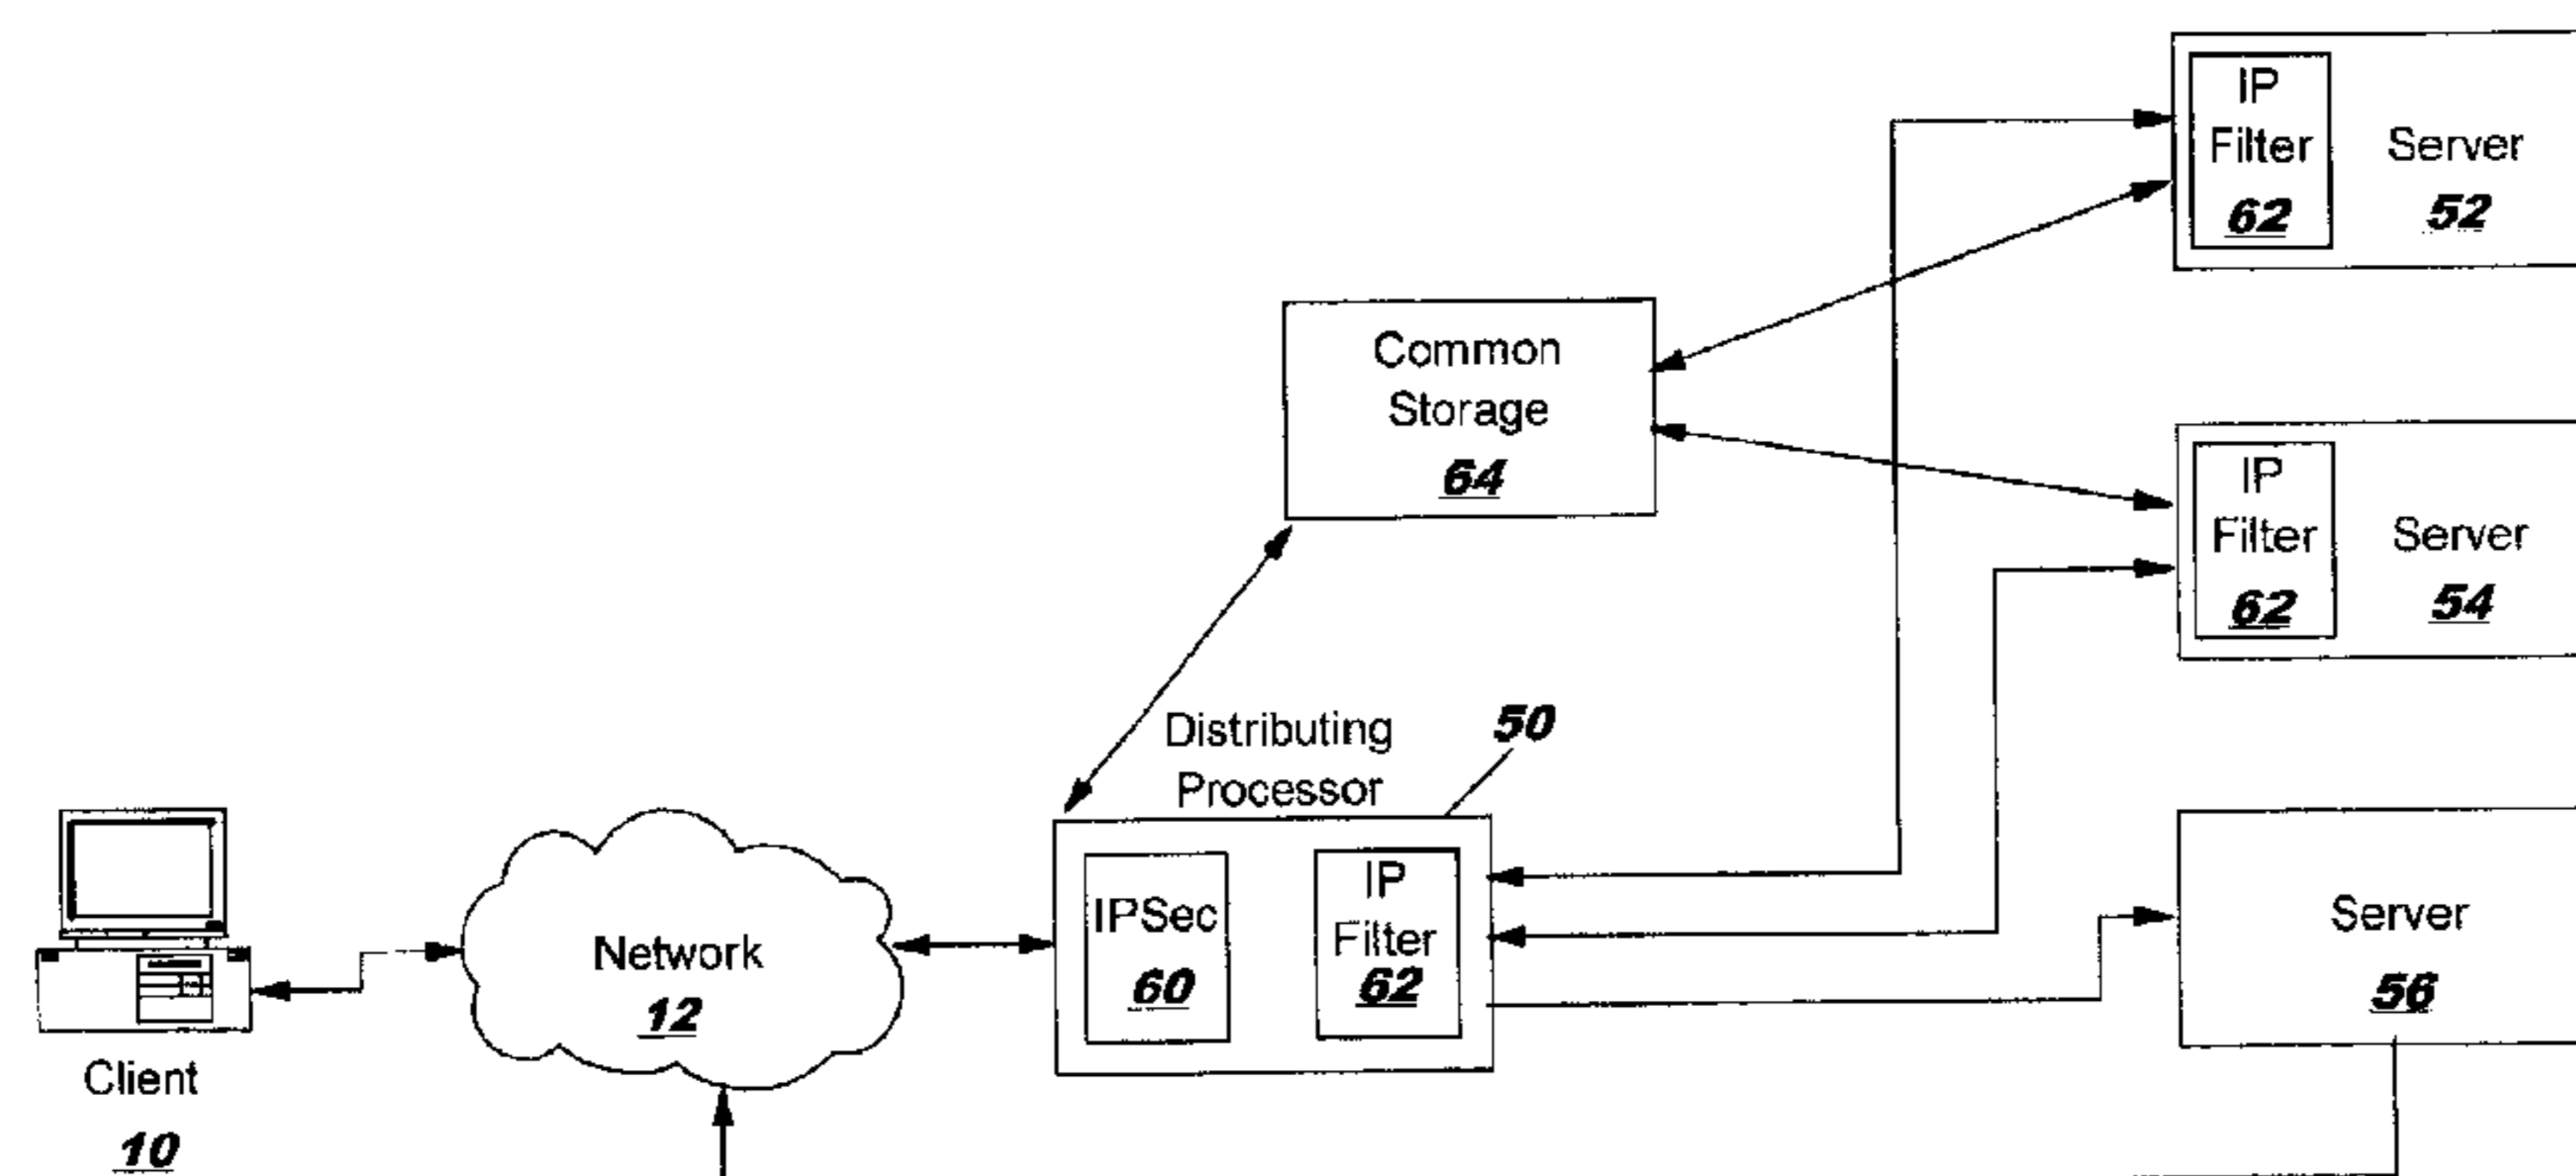 IP
Filter
62
Server
52
Common
Storage
64
IP
Filter
62
Server
54
Distributing
Processor
50
IPSec
60
IP
Filter
62
Server
56
Network
12
Client
10